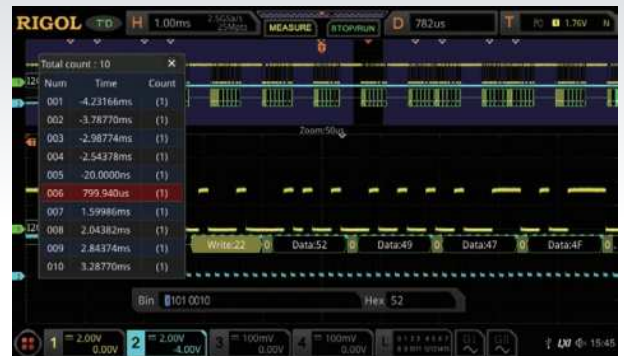 RIGOL TD H 1.00ms 2.5GSa/s 25Mpts MEASURE STOP/RUN D 782us T 1.76V N
Total count : 10 ×
Num Time Count
001 -4.23166ms (1)
002 -3.78770ms (1)
003 -2.98774ms (1)
004 -2.54378ms (1)
005 -20.0000ns (1)
006 799.940us (1)
007 1.59986ms (1)
008 2.04382ms (1)
009 2.84374ms (1)
010 3.28770ms (1)
Zoom:50us
Write:22 Data:52 Data:49 Data:47 Data:4F
Bin 0101 0010 Hex 52
1 2.00V 0.00V 2 2.00V -4.00V 3 100mV 0.00V 4 100mV 0.00V L G1 GII LXI 15:45